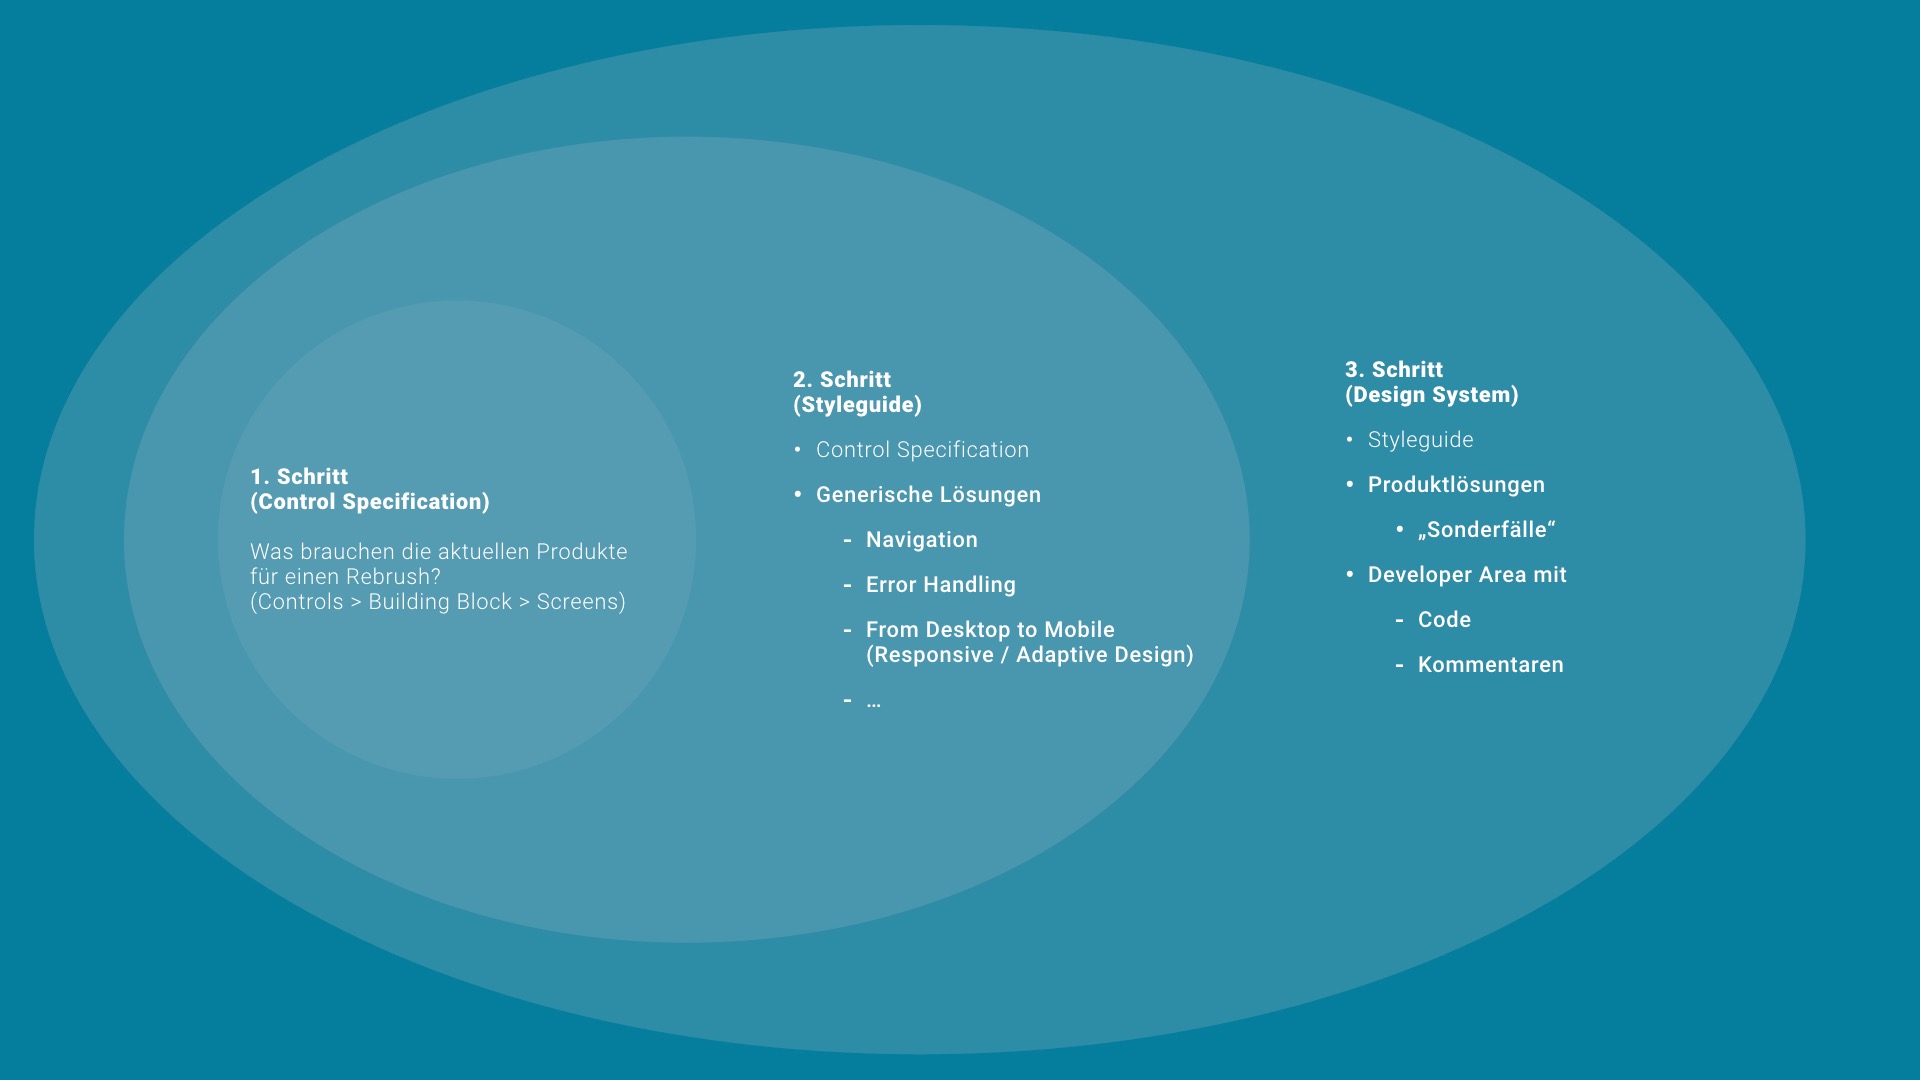 1. Schritt
(Control Specification)
Was brauchen die aktuellen Produkte
für einen Rebrush?
(Controls > Building Block > Screens)
2. Schritt
(Styleguide)
• Control Specification
• Generische Lösungen
- Navigation
- Error Handling
- From Desktop to Mobile
(Responsive / Adaptive Design)
- …
3. Schritt
(Design System)
• Styleguide
• Produktlösungen
• „Sonderfälle“
• Developer Area mit
- Code
- Kommentaren